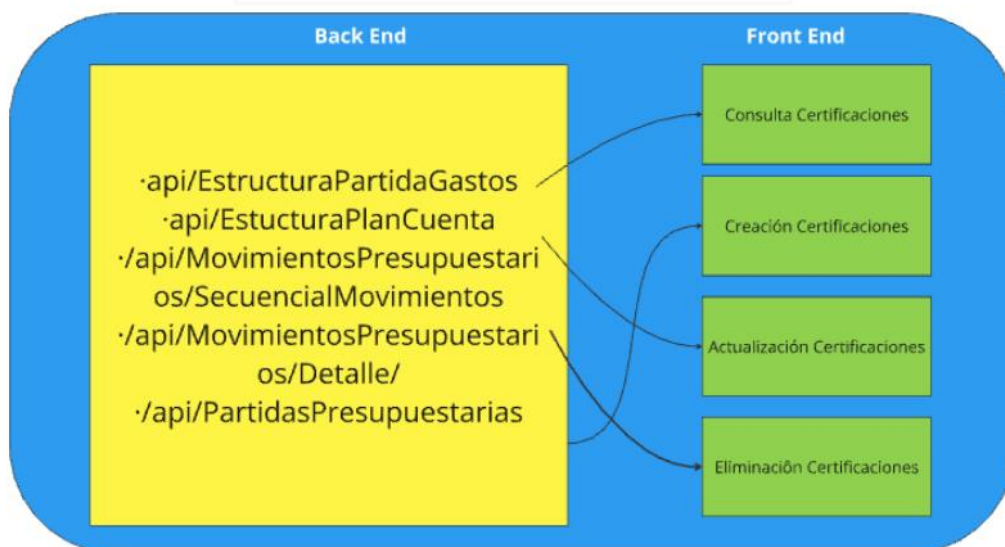 Back End
Front End
·api/EstructuraPartidaGastos
·api/EstucturaPlanCuenta
·/api/MovimientosPresupuestari
os/SecuencialMovimientos
·/api/MovimientosPresupuestari
os/Detalle/
·/api/PartidasPresupuestarias
Consulta Certificaciones
Creación Certificaciones
Actualización Certificaciones
Eliminación Certificaciones